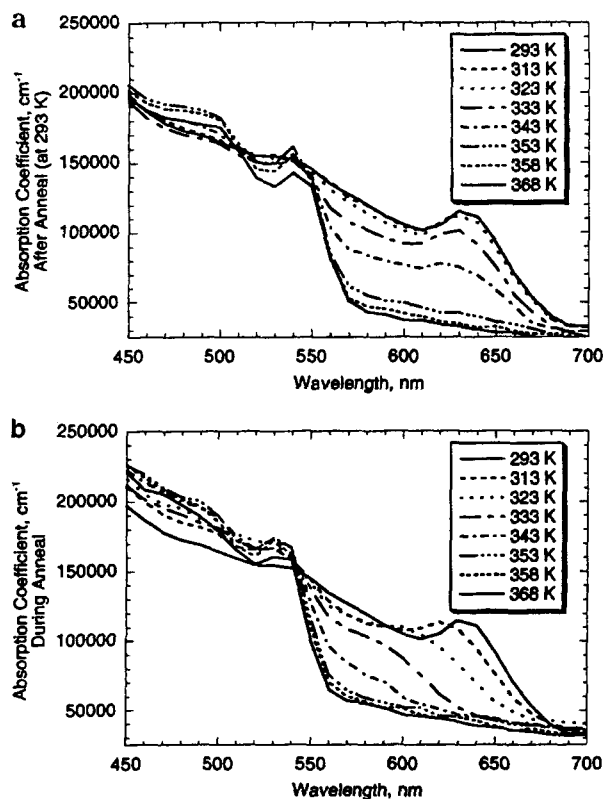 a
Absorption Coefficient, cm⁻¹
After Anneal (at 293 K)
250000
200000
150000
100000
50000
293 K
313 K
323 K
333 K
343 K
353 K
358 K
368 K
450
500
550
600
650
700
Wavelength, nm
b
Absorption Coefficient, cm⁻¹
During Anneal
250000
200000
150000
100000
50000
293 K
313 K
323 K
333 K
343 K
353 K
358 K
368 K
450
500
550
600
650
700
Wavelength, nm